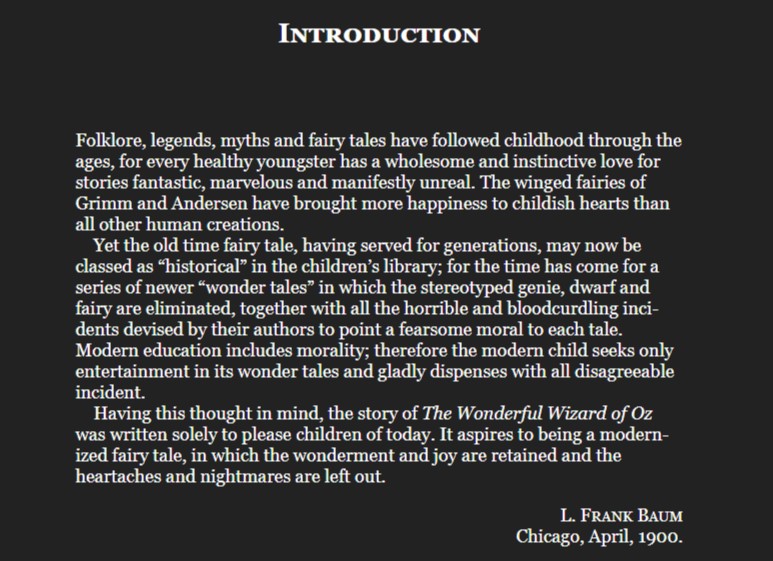 INTRODUCTION
Folklore, legends, myths and fairy tales have followed childhood through the
ages, for every healthy youngster has a wholesome and instinctive love for
stories fantastic, marvelous and manifestly unreal. The winged fairies of
Grimm and Andersen have brought more happiness to childish hearts than
all other human creations.
Yet the old time fairy tale, having served for generations, may now be
classed as “historical” in the children’s library; for the time has come for a
series of newer “wonder tales” in which the stereotyped genie, dwarf and
fairy are eliminated, together with all the horrible and bloodcurdling inci-
dents devised by their authors to point a fearsome moral to each tale.
Modern education includes morality; therefore the modern child seeks only
entertainment in its wonder tales and gladly dispenses with all disagreeable
incident.
Having this thought in mind, the story of The Wonderful Wizard of Oz
was written solely to please children of today. It aspires to being a modern-
ized fairy tale, in which the wonderment and joy are retained and the
heartaches and nightmares are left out.
L. FRANK BAUM
Chicago, April, 1900.